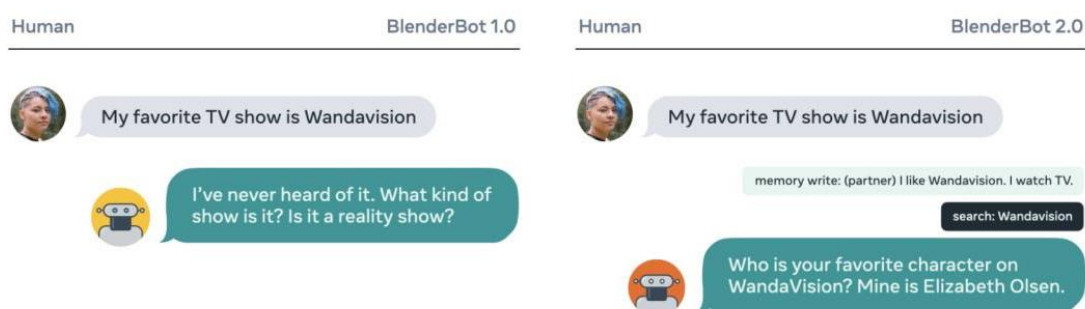 Human
BlenderBot 1.0
My favorite TV show is Wandavision
I've never heard of it. What kind of
show is it? Is it a reality show?
Human
BlenderBot 2.0
My favorite TV show is Wandavision
memory write: (partner) I like Wandavision. I watch TV.
search: Wandavision
Who is your favorite character on
WandaVision? Mine is Elizabeth Olsen.